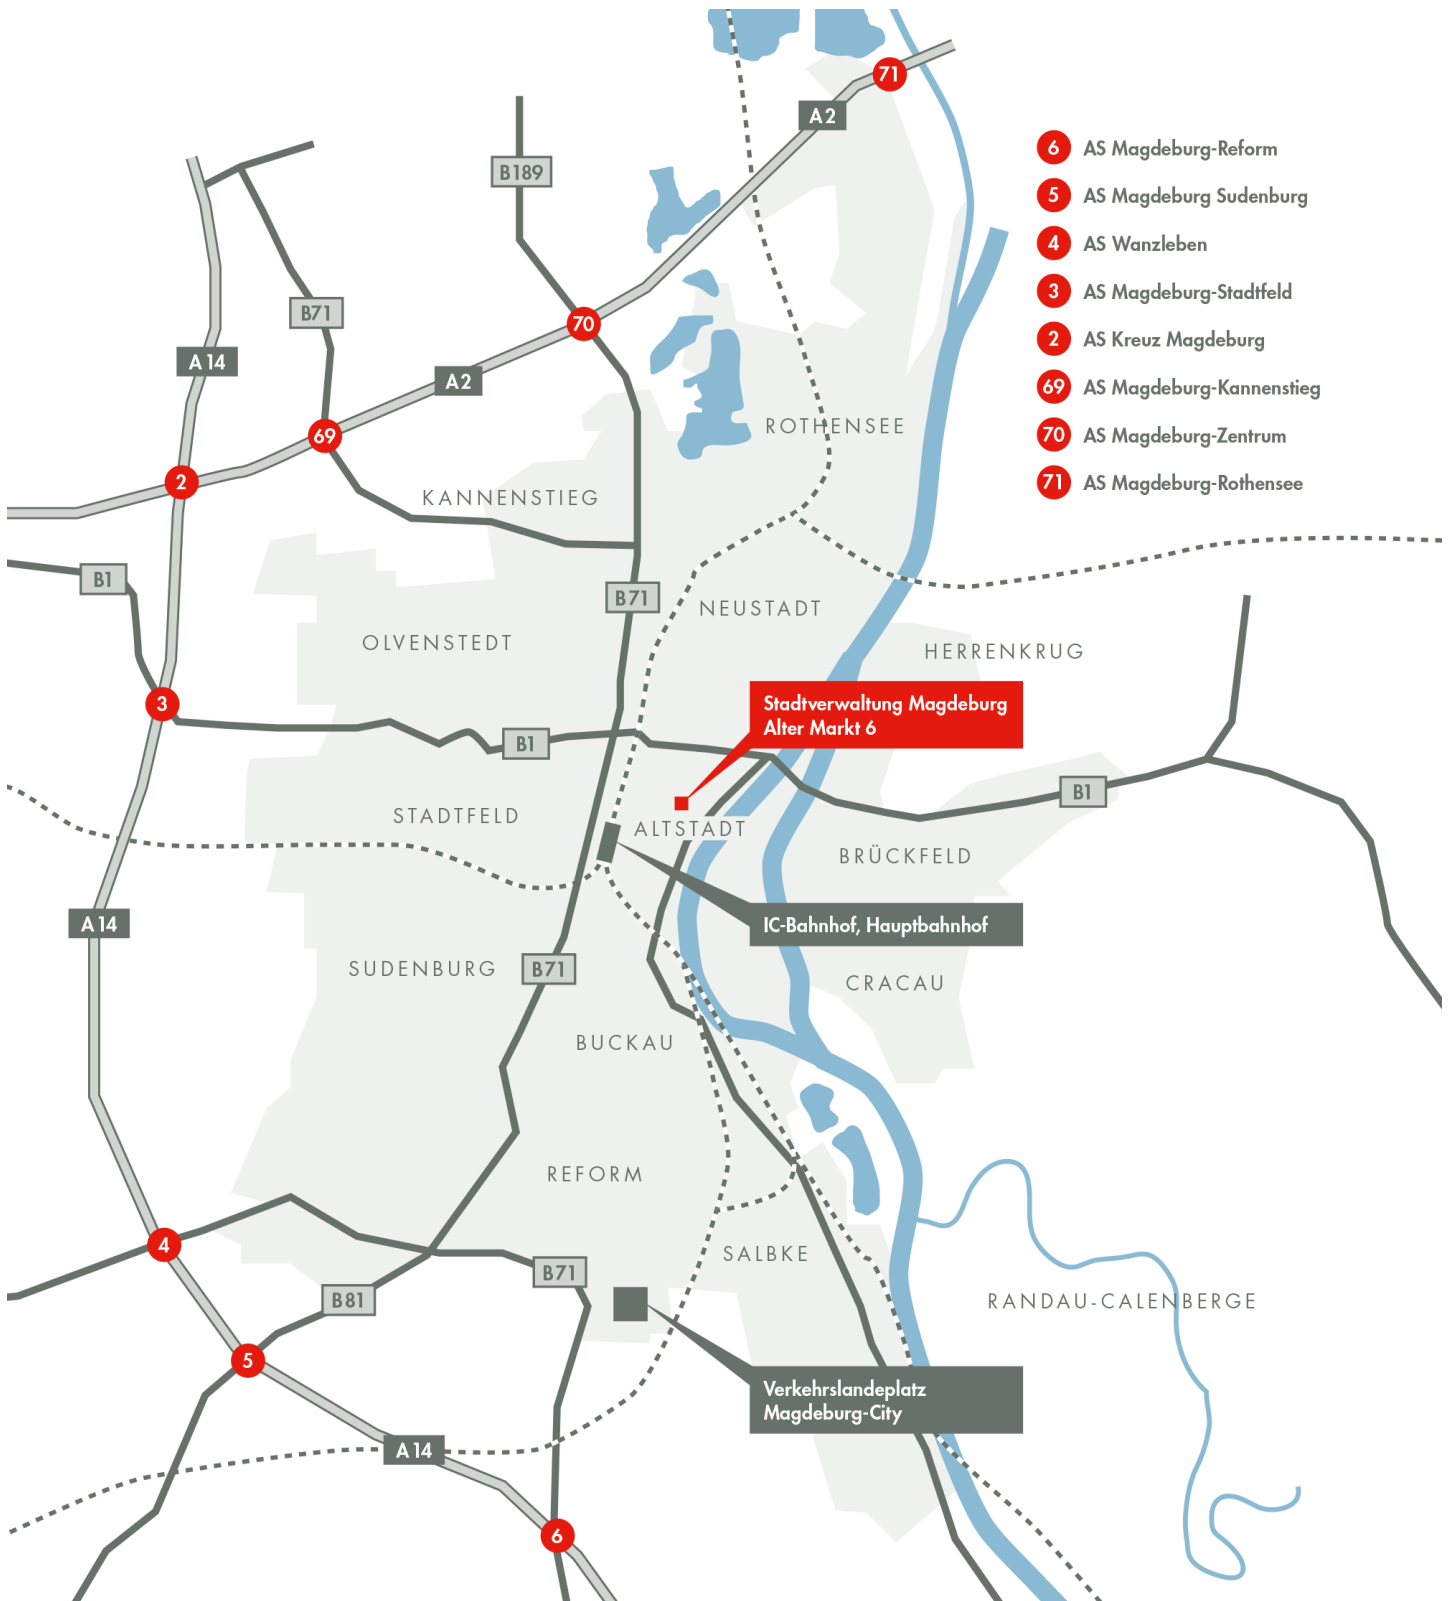 71
A2
6 AS Magdeburg-Reform
B189
5 AS Magdeburg Sudenburg
4 AS Wanzleben
3 AS Magdeburg-Stadtfeld
B71
70
2 AS Kreuz Magdeburg
A 14
A2
69 AS Magdeburg-Kannenstieg
69
ROTHENSEE
70 AS Magdeburg-Zentrum
2
71 AS Magdeburg-Rothensee
KANNENSTIEG
B1
B71
NEUSTADT
OLVENSTEDT
HERRENKRUG
3
Stadtverwaltung Magdeburg
Alter Markt 6
B1
B1
STADTFELD
ALTSTADT
BRÜCKFELD
A 14
IC-Bahnhof, Hauptbahnhof
SUDENBURG
B71
CRACAU
BUCKAU
REFORM
4
SALBKE
B71
B81
RANDAU-CALENBERGE
5
Verkehrslandeplatz
Magdeburg-City
A 14
6